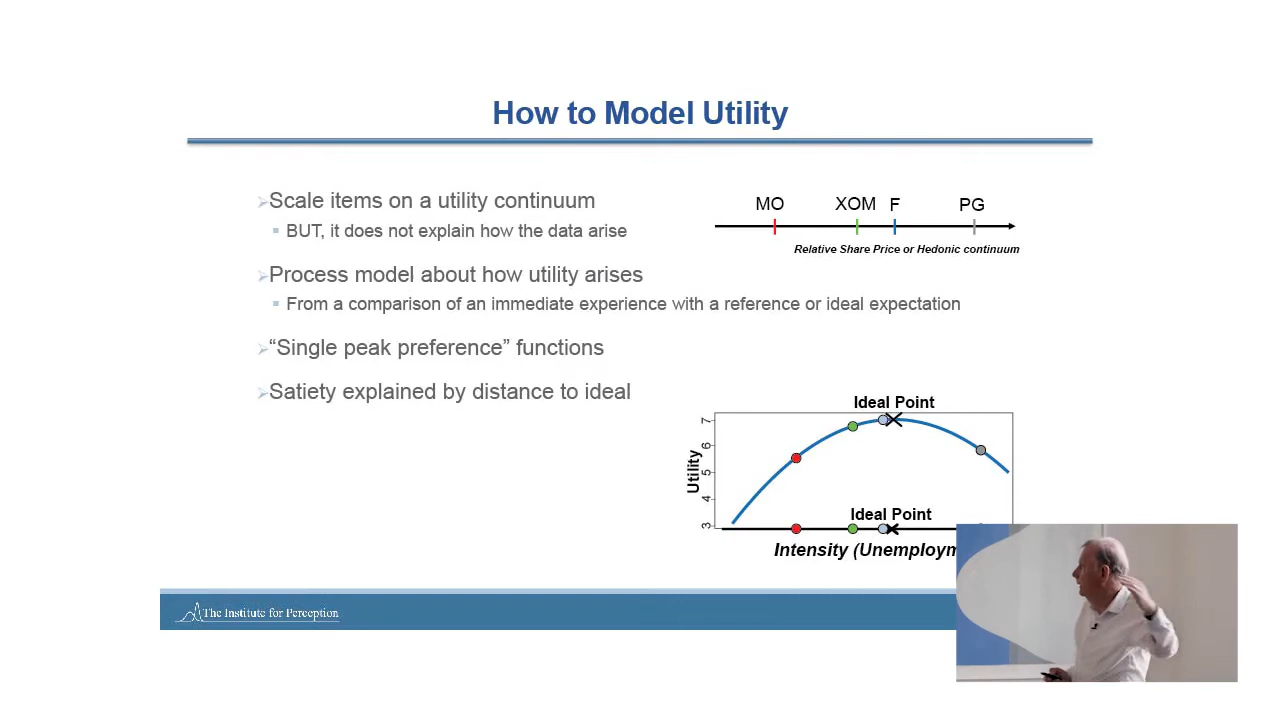 How to Model Utility
Scale items on a utility continuum
BUT, it does not explain how the data arise
MO XOM F PG
Relative Share Price or Hedonic continuum
Process model about how utility arises
From a comparison of an immediate experience with a reference or ideal expectation
“Single peak preference” functions
Satiety explained by distance to ideal
Ideal Point
7
6
5
4
3
Utility
Ideal Point
Intensity (Unemploym
The Institute for Perception